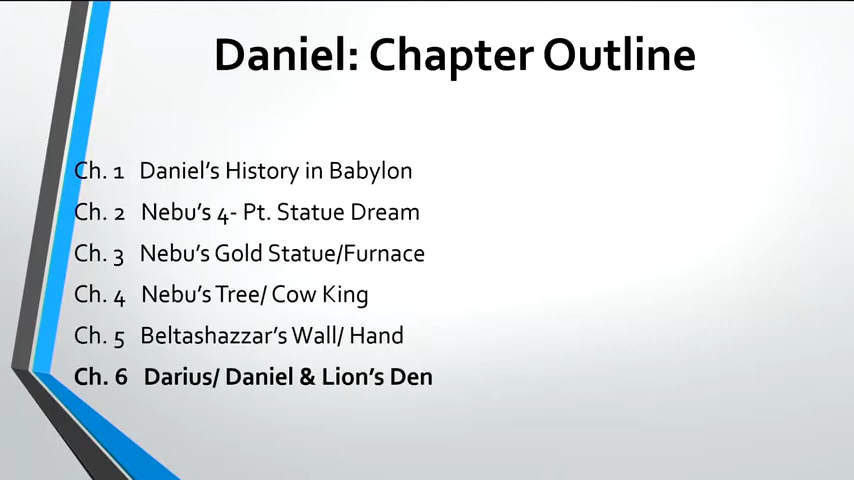 Daniel: Chapter Outline
Ch. 1 Daniel's History in Babylon
Ch. 2 Nebu's 4- Pt. Statue Dream
Ch. 3 Nebu's Gold Statue/Furnace
Ch. 4 Nebu's Tree/ Cow King
Ch. 5 Beltashazzar's Wall/ Hand
Ch. 6 Darius/ Daniel & Lion's Den